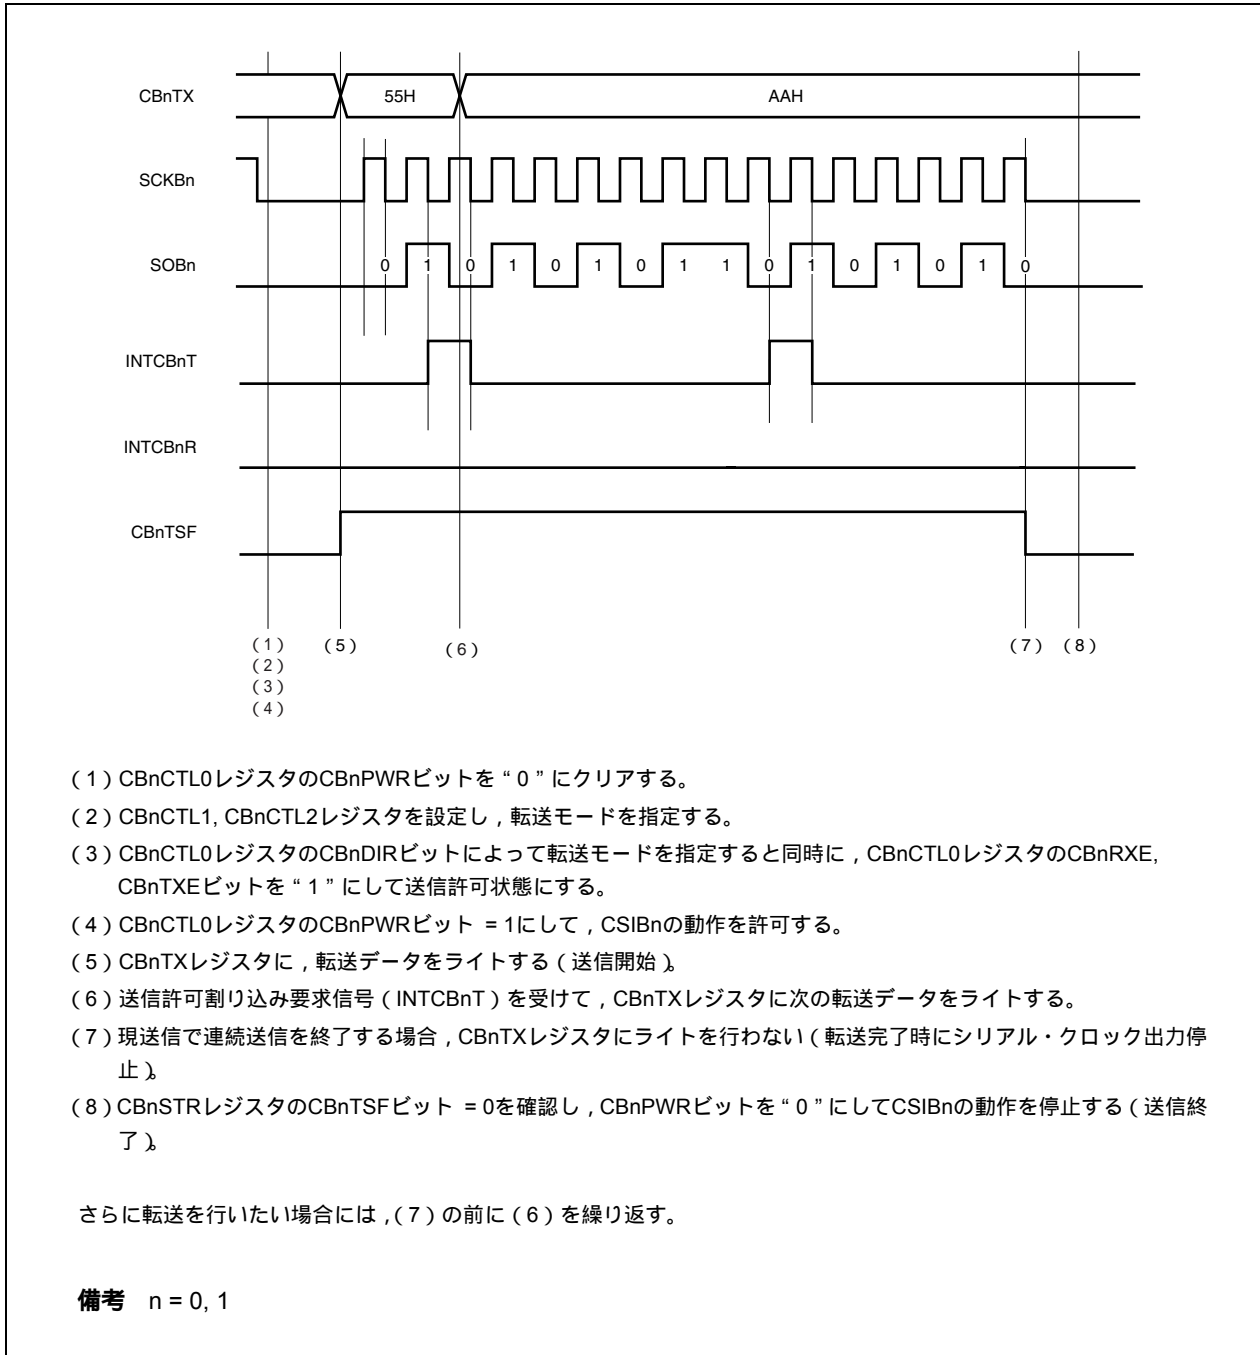 CBnTX
55H
AAH
SCKBn
SOBn
0 1 0 1 0 1 0 1 1 0 1 0 1 0 1 0
INTCBnT
INTCBnR
CBnTSF
(1) (5) (6) (7) (8)
(2)
(3)
(4)
(1)CBnCTL0レジスタのCBnPWRビットを“0”にクリアする。
(2)CBnCTL1, CBnCTL2レジスタを設定し,転送モードを指定する。
(3)CBnCTL0レジスタのCBnDIRビットによって転送モードを指定すると同時に,CBnCTL0レジスタのCBnRXE,
CBnTXEビットを“1”にして送信許可状態にする。
(4)CBnCTL0レジスタのCBnPWRビット = 1にして,CSIBnの動作を許可する。
(5)CBnTXレジスタに,転送データをライトする(送信開始)。
(6)送信許可割り込み要求信号(INTCBnT)を受けて,CBnTXレジスタに次の転送データをライトする。
(7)現送信で連続送信を終了する場合,CBnTXレジスタにライトを行わない(転送完了時にシリアル・クロック出力停
止)。
(8)CBnSTRレジスタのCBnTSFビット = 0を確認し,CBnPWRビットを“0”にしてCSIBnの動作を停止する(送信終
了)。
さらに転送を行いたい場合には,(7)の前に(6)を繰り返す。
備考 n = 0, 1